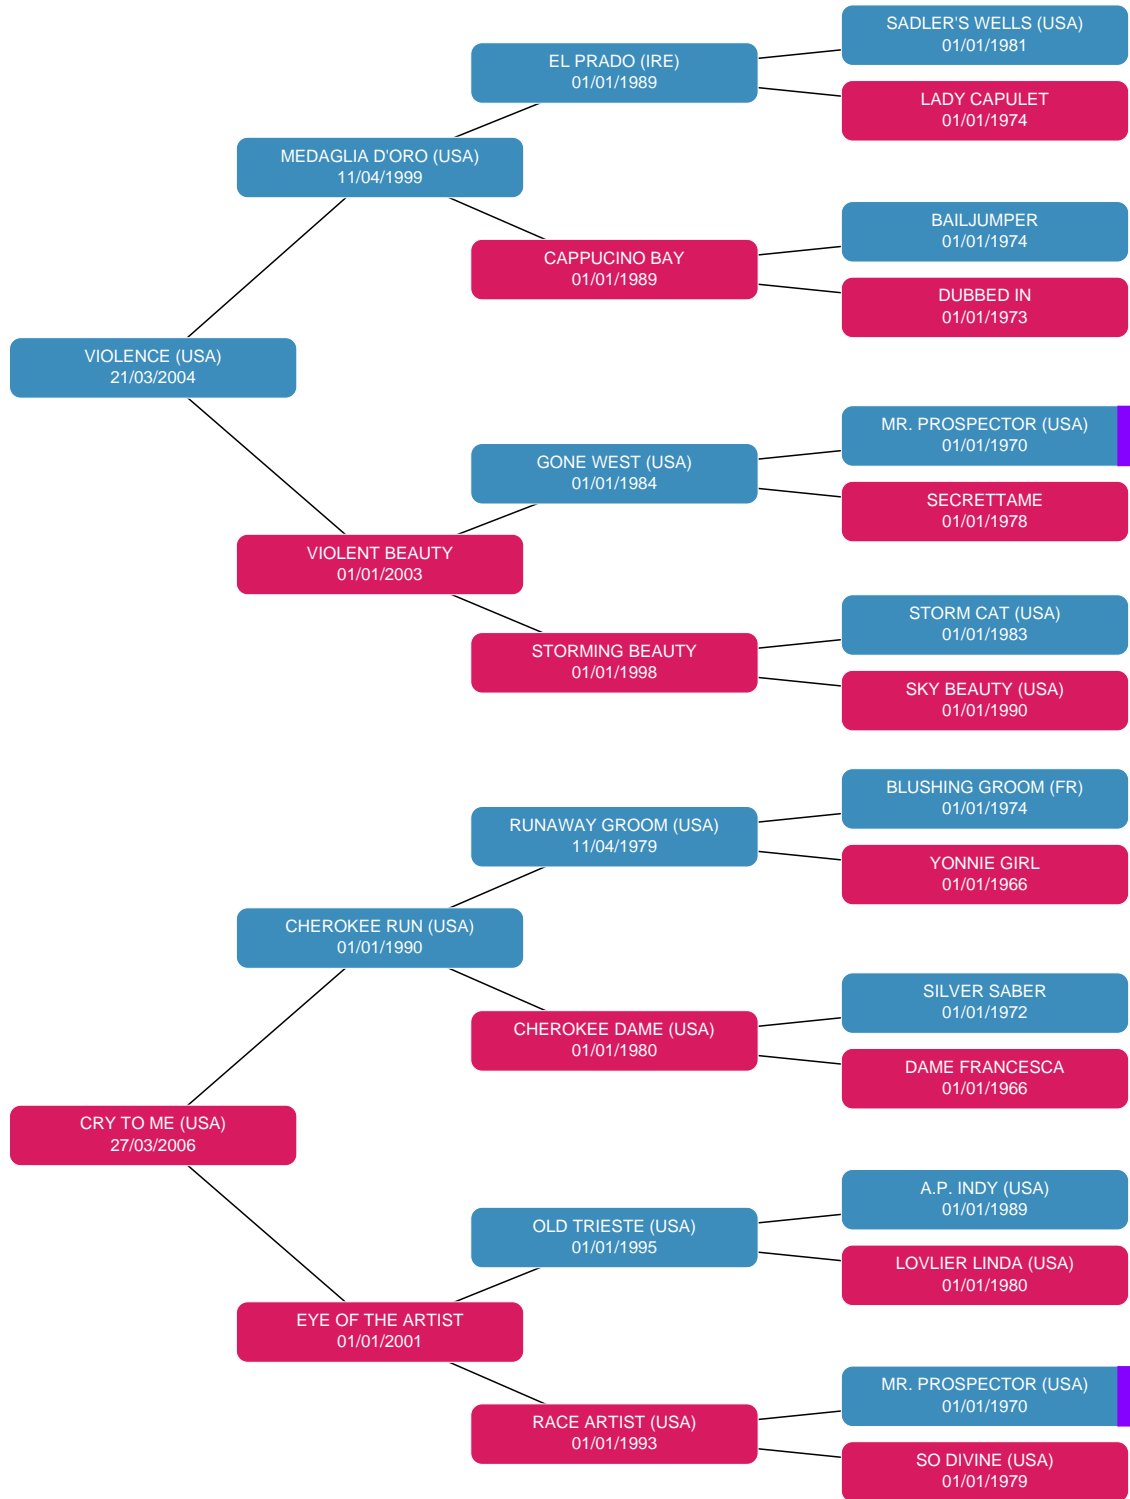 SADLER'S WELLS (USA)
01/01/1981
EL PRADO (IRE)
01/01/1989
LADY CAPULET
01/01/1974
MEDAGLIA D'ORO (USA)
11/04/1999
BAILJUMPER
01/01/1974
CAPPUCINO BAY
01/01/1989
DUBBED IN
01/01/1973
VIOLENCE (USA)
21/03/2004
MR. PROSPECTOR (USA)
01/01/1970
GONE WEST (USA)
01/01/1984
SECRETTAME
01/01/1978
VIOLENT BEAUTY
01/01/2003
STORM CAT (USA)
01/01/1983
STORMING BEAUTY
01/01/1998
SKY BEAUTY (USA)
01/01/1990
BLUSHING GROOM (FR)
01/01/1974
RUNAWAY GROOM (USA)
11/04/1979
YONNIE GIRL
01/01/1966
CHEROKEE RUN (USA)
01/01/1990
SILVER SABER
01/01/1972
CHEROKEE DAME (USA)
01/01/1980
DAME FRANCESCA
01/01/1966
CRY TO ME (USA)
27/03/2006
A.P. INDY (USA)
01/01/1989
OLD TRIESTE (USA)
01/01/1995
LOVLIER LINDA (USA)
01/01/1980
EYE OF THE ARTIST
01/01/2001
MR. PROSPECTOR (USA)
01/01/1970
RACE ARTIST (USA)
01/01/1993
SO DIVINE (USA)
01/01/1979